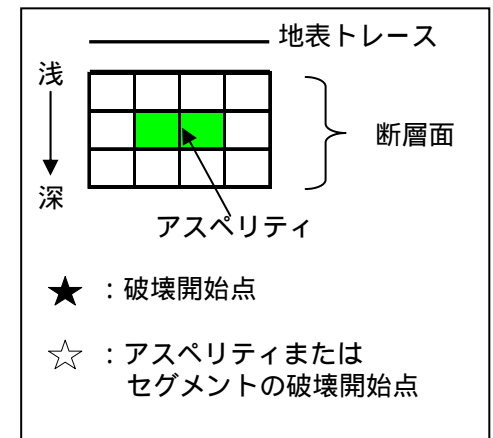 地表トレース
浅
深
断層面
アスペリティ
★：破壊開始点
☆：アスペリティまたは
セグメントの破壊開始点